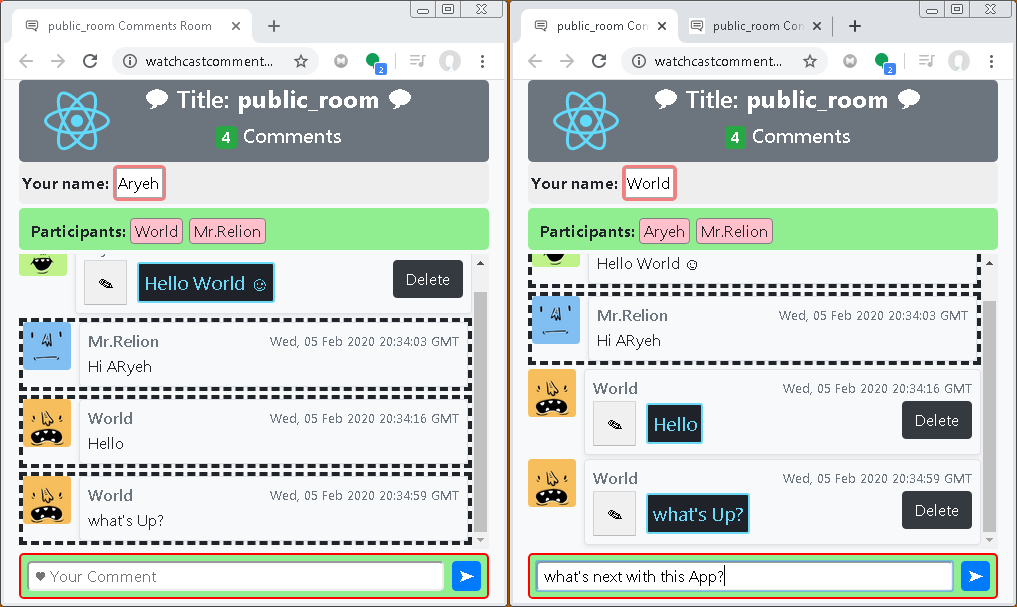 public_room Comments Room
watchcastcomment...
2
Title: public_room
4 Comments
Your name: Aryeh
Participants: World Mr.Relion
Hello World ☺
Delete
Mr.Relion Wed, 05 Feb 2020 20:34:03 GMT
Hi ARyeh
World Wed, 05 Feb 2020 20:34:16 GMT
Hello
World Wed, 05 Feb 2020 20:34:59 GMT
what's Up?
♥ Your Comment
public_room Con
public_room Con
watchcastcomment...
2
Title: public_room
4 Comments
Your name: World
Participants: Aryeh Mr.Relion
Hello World ☺
Mr.Relion Wed, 05 Feb 2020 20:34:03 GMT
Hi ARyeh
World Wed, 05 Feb 2020 20:34:16 GMT
Hello
Delete
World Wed, 05 Feb 2020 20:34:59 GMT
what's Up?
Delete
what's next with this App?